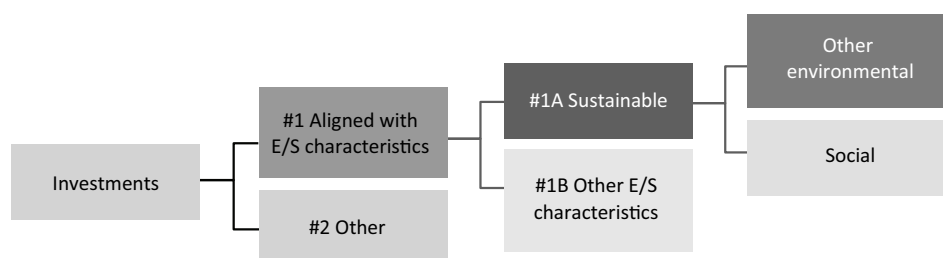 Investments
#1 Aligned with
E/S characteristics
#2 Other
#1A Sustainable
#1B Other E/S
characteristics
Other
environmental
Social